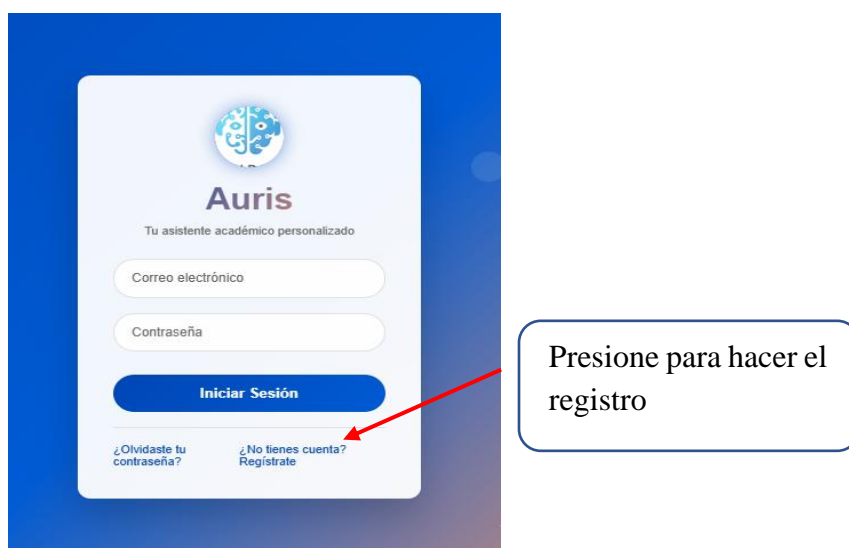 Auris
Tu asistente académico personalizado
Correo electrónico
Contraseña
Iniciar Sesión
¿Olvidaste tu
contraseña?
¿No tienes cuenta?
Regístrate
Presione para hacer el
registro